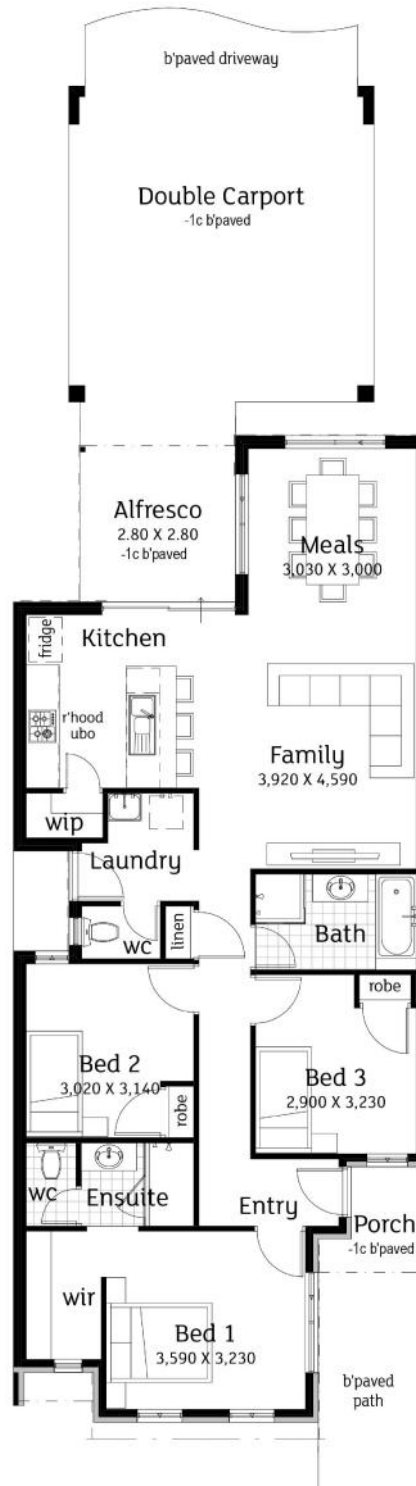 b'paved driveway
Double Carport
-1c b'paved
Alfresco
2.80 X 2.80
-1c b'paved
Meals
3,030 X 3,000
fridge
Kitchen
r'hood
ubo
Family
3,920 X 4,590
wip
Laundry
wc
linen
Bath
robe
Bed 2
3,020 X 3,140
robe
Bed 3
2,900 X 3,230
wc
Ensuite
Entry
Porch
-1c b'paved
wir
Bed 1
3,590 X 3,230
b'paved
path